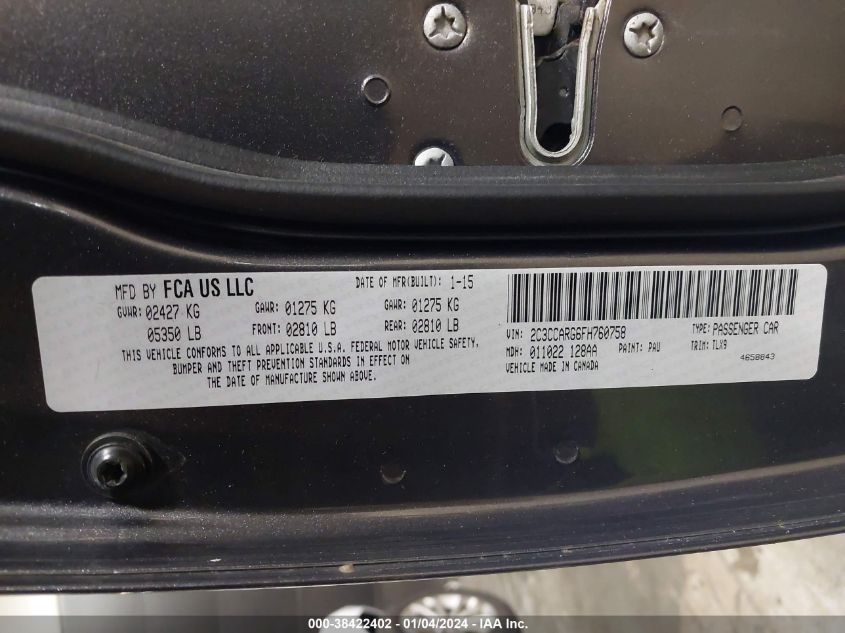 MFD BY FCA US LLC DATE OF MFR(BUILT): 1-15
GVWR: 02427 KG GAWR: 01275 KG GAWR: 01275 KG
05350 LB FRONT: 02810 LB REAR: 02810 LB
THIS VEHICLE CONFORMS TO ALL APPLICABLE U.S.A. FEDERAL MOTOR VEHICLE SAFETY,
BUMPER AND THEFT PREVENTION STANDARDS IN EFFECT ON
THE DATE OF MANUFACTURE SHOWN ABOVE.
VIN: 2C3CCARG6FH760758 TYPE: PASSENGER CAR
MDH: 011022 128AA PAINT: PAU TRIM: TLX9
VEHICLE MADE IN CANADA 4658843
000-38422402 - 01/04/2024 - IAA Inc.